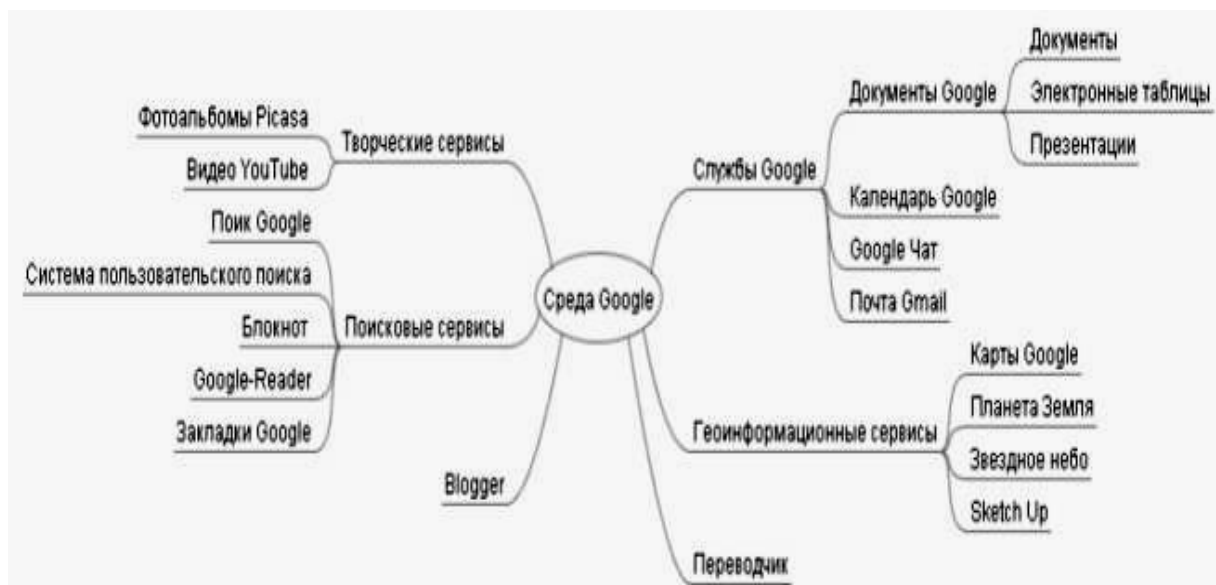 Среда Google
Творческие сервисы
Фотоальбомы Picasa
Видео YouTube
Поисковые сервисы
Поик Google
Система пользовательского поиска
Блокнот
Google-Reader
Закладки Google
Blogger
Службы Google
Документы Google
Документы
Электронные таблицы
Презентации
Календарь Google
Google Чат
Почта Gmail
Геоинформационные сервисы
Карты Google
Планета Земля
Звездное небо
Sketch Up
Переводчик